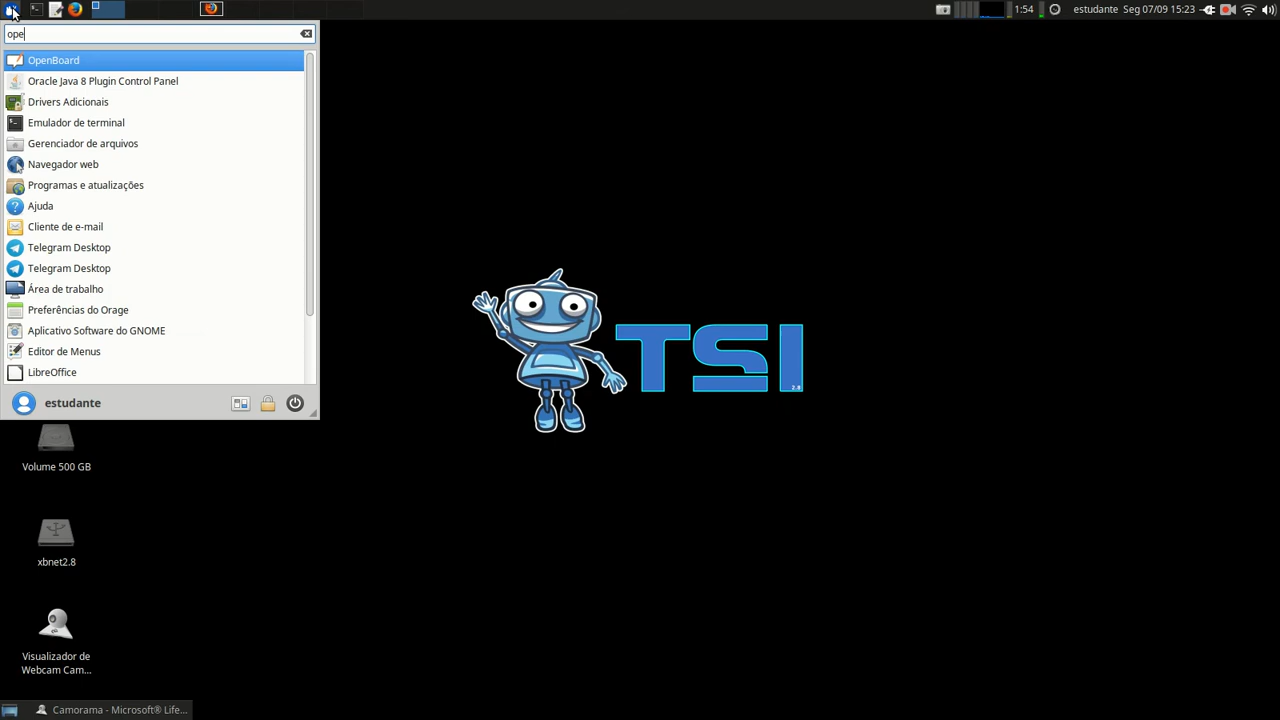 1:54 estudante Seg 07/09 15:23
ope
OpenBoard
Oracle Java 8 Plugin Control Panel
Drivers Adicionais
Emulador de terminal
Gerenciador de arquivos
Navegador web
Programas e atualizações
Ajuda
Cliente de e-mail
Telegram Desktop
Telegram Desktop
Área de trabalho
Preferências do Orage
Aplicativo Software do GNOME
Editor de Menus
LibreOffice
estudante
TSI
2.8
Volume 500 GB
xbnet2.8
Visualizador de
Webcam Cam...
Camorama - Microsoft® Life...